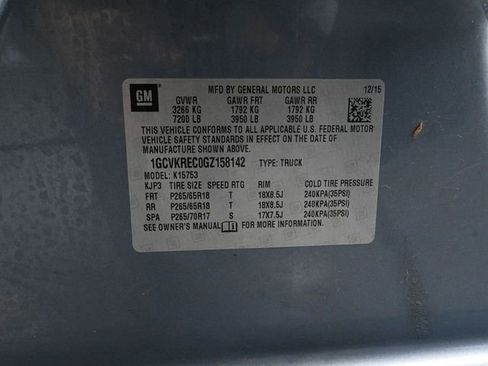 GM
MFD BY GENERAL MOTORS LLC 12/15
GVWR GAWR FRT GAWR RR
3266 KG 1792 KG 1792 KG
7200 LB 3950 LB 3950 LB
THIS VEHICLE CONFORMS TO ALL APPLICABLE U.S. FEDERAL MOTOR
VEHICLE SAFETY STANDARDS IN EFFECT ON THE DATE OF
MANUFACTURE SHOWN ABOVE.
1GCVKREC0GZ158142 TYPE: TRUCK
MODEL: K15753
KJP3 TIRE SIZE SPEED RTG RIM COLD TIRE PRESSURE
FRT P265/65R18 T 18X8.5J 240KPA(35PSI)
RR P265/65R18 T 18X8.5J 240KPA(35PSI)
SPA P265/70R17 S 17X7.5J 240KPA(35PSI)
SEE OWNER'S MANUAL FOR MORE INFORMATION.